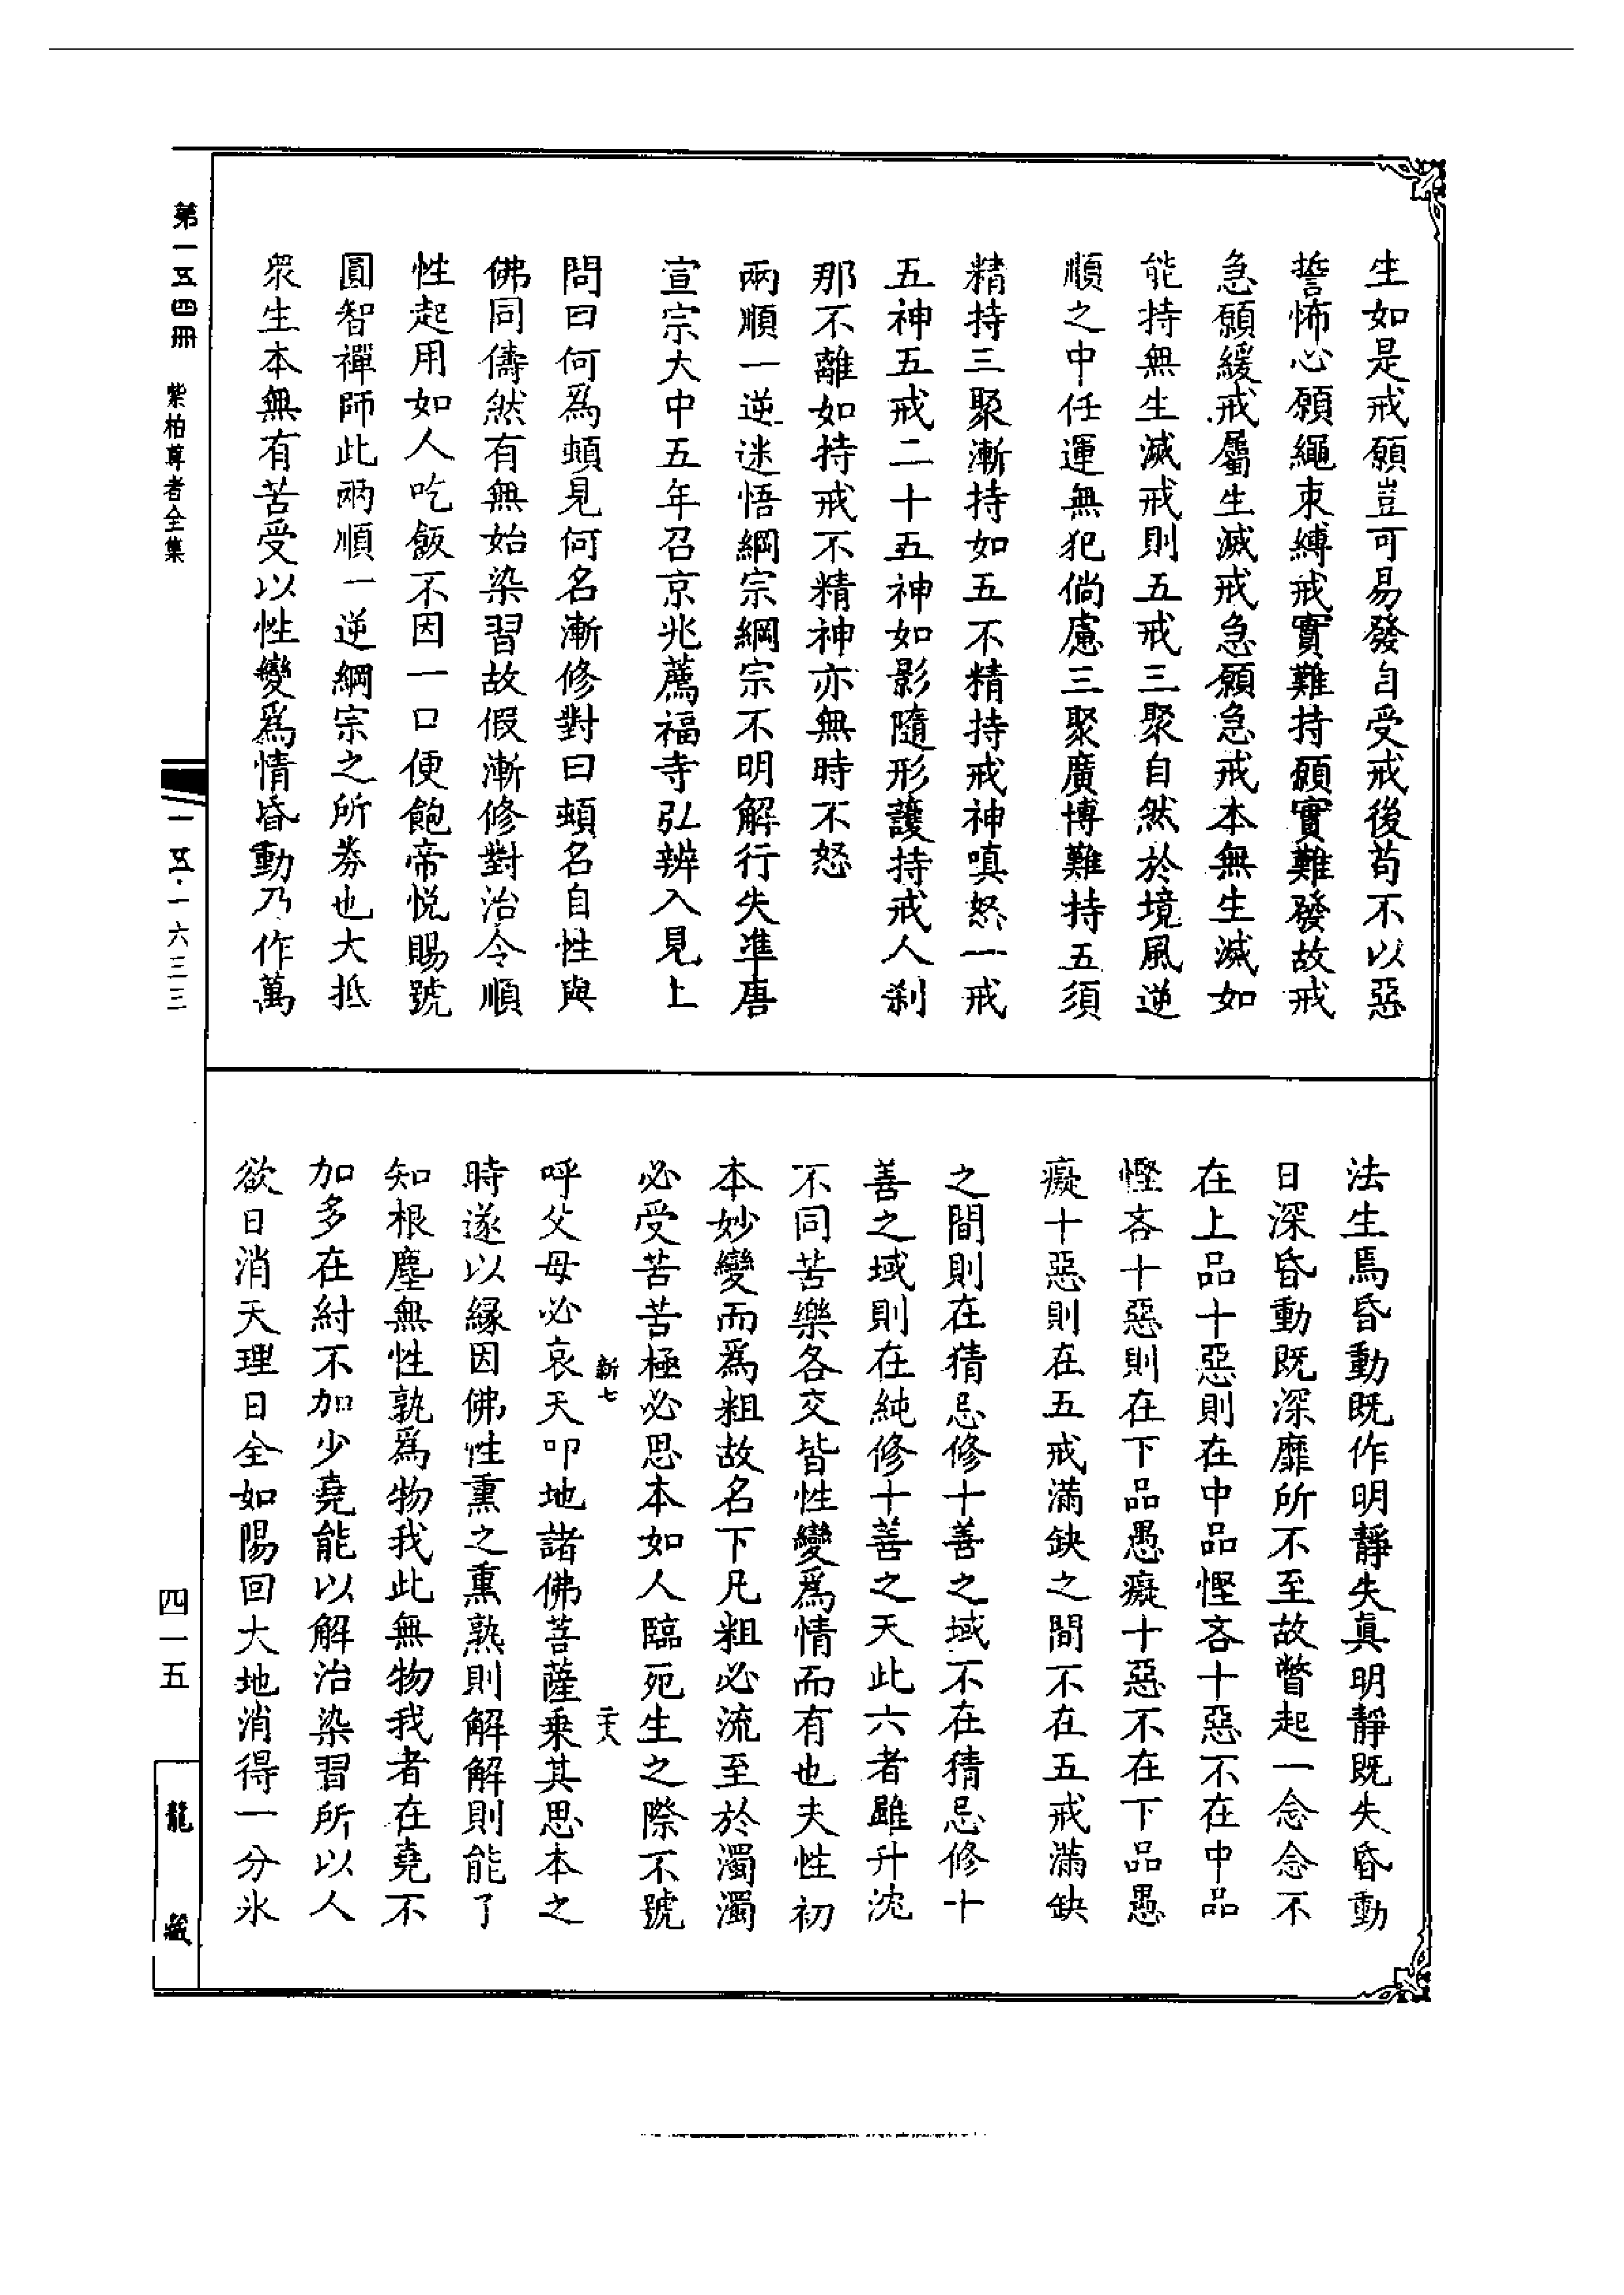 生如是戒願豈可易發自受戒後苟不以惡
誓怖心願繩束縛戒實難持願實難發故戒
急願緩戒屬生滅戒急願急戒本無生滅如
能持無生滅戒則五戒三聚自然於境風逆
順之中任運無犯倘慮三聚廣博難持五須
精持三聚漸持如五不精持戒神嗔怒一戒
五神五戒二十五神如影隨形護持戒人剎
那不離如持戒不精神亦無時不怒
兩順一逆迷悟綱宗綱宗不明解行失準唐
宣宗大中五年召京兆薦福寺弘辨入見上
問曰何為頓見何名漸修對曰頓名自性與
佛同儔然有無始染習故假漸修對治令順
性起用如人吃飯不因一口便飽帝悅賜號
圓智禪師此兩順一逆綱宗之所券也大抵
衆生本無有苦受以性變爲情昏動乃作萬
法生焉昏動既作明靜失真明靜既失昏動
日深昏動既深靡所不至故瞥起一念念不
在上品十惡則在中品慳吝十惡不在中品
慳吝十惡則在下品愚癡十惡不在下品愚
癡十惡則在五戒滿缺之間不在五戒滿缺
之間則在猜忌修十善之域不在猜忌修十
善之域則在純修十善之天此六者雖升沈
不同苦樂各交皆性變爲情而有也夫性初
本妙變而爲粗故名下凡粗必流至於濁濁
必受苦苦極必思本如人臨死生之際不號
新七 二六
呼父母必哀天叩地諸佛菩薩乘其思本之
時遂以緣因佛性熏之熏熟則解解則能了
知根塵無性孰爲物我此無物我者在堯不
加多在紂不加少堯能以解治染習所以人
欲日消天理日全如陽回大地消得一分氷
第一五四冊 紫柏尊者全集
一五·一六三三
四一五
龍藏